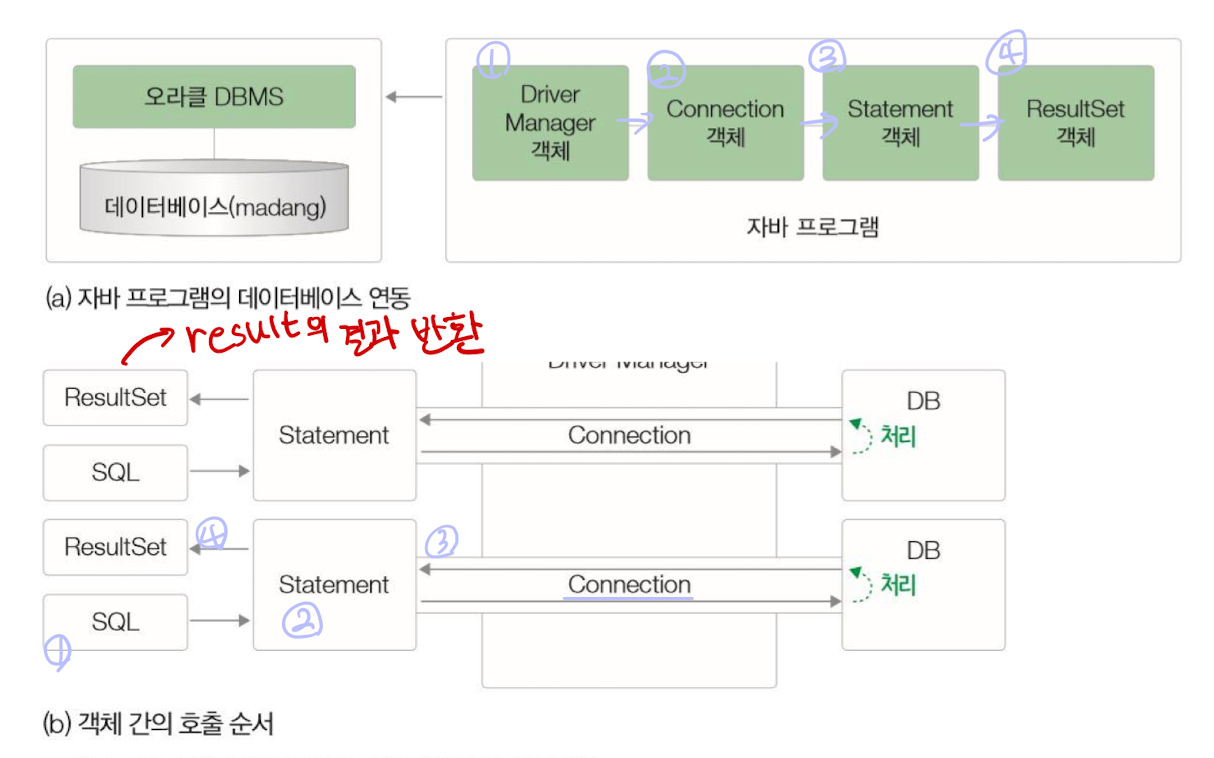 ① ② ③ ④
오라클 DBMS
데이터베이스(madang)
Driver
Manager
객체
Connection
객체
Statement
객체
ResultSet
객체
자바 프로그램
(a) 자바 프로그램의 데이터베이스 연동
result의 결과 반환
Driver Manager
ResultSet
SQL
Statement
Connection
DB
처리
ResultSet
④
SQL
①
Statement
②
③
Connection
DB
처리
(b) 객체 간의 호출 순서